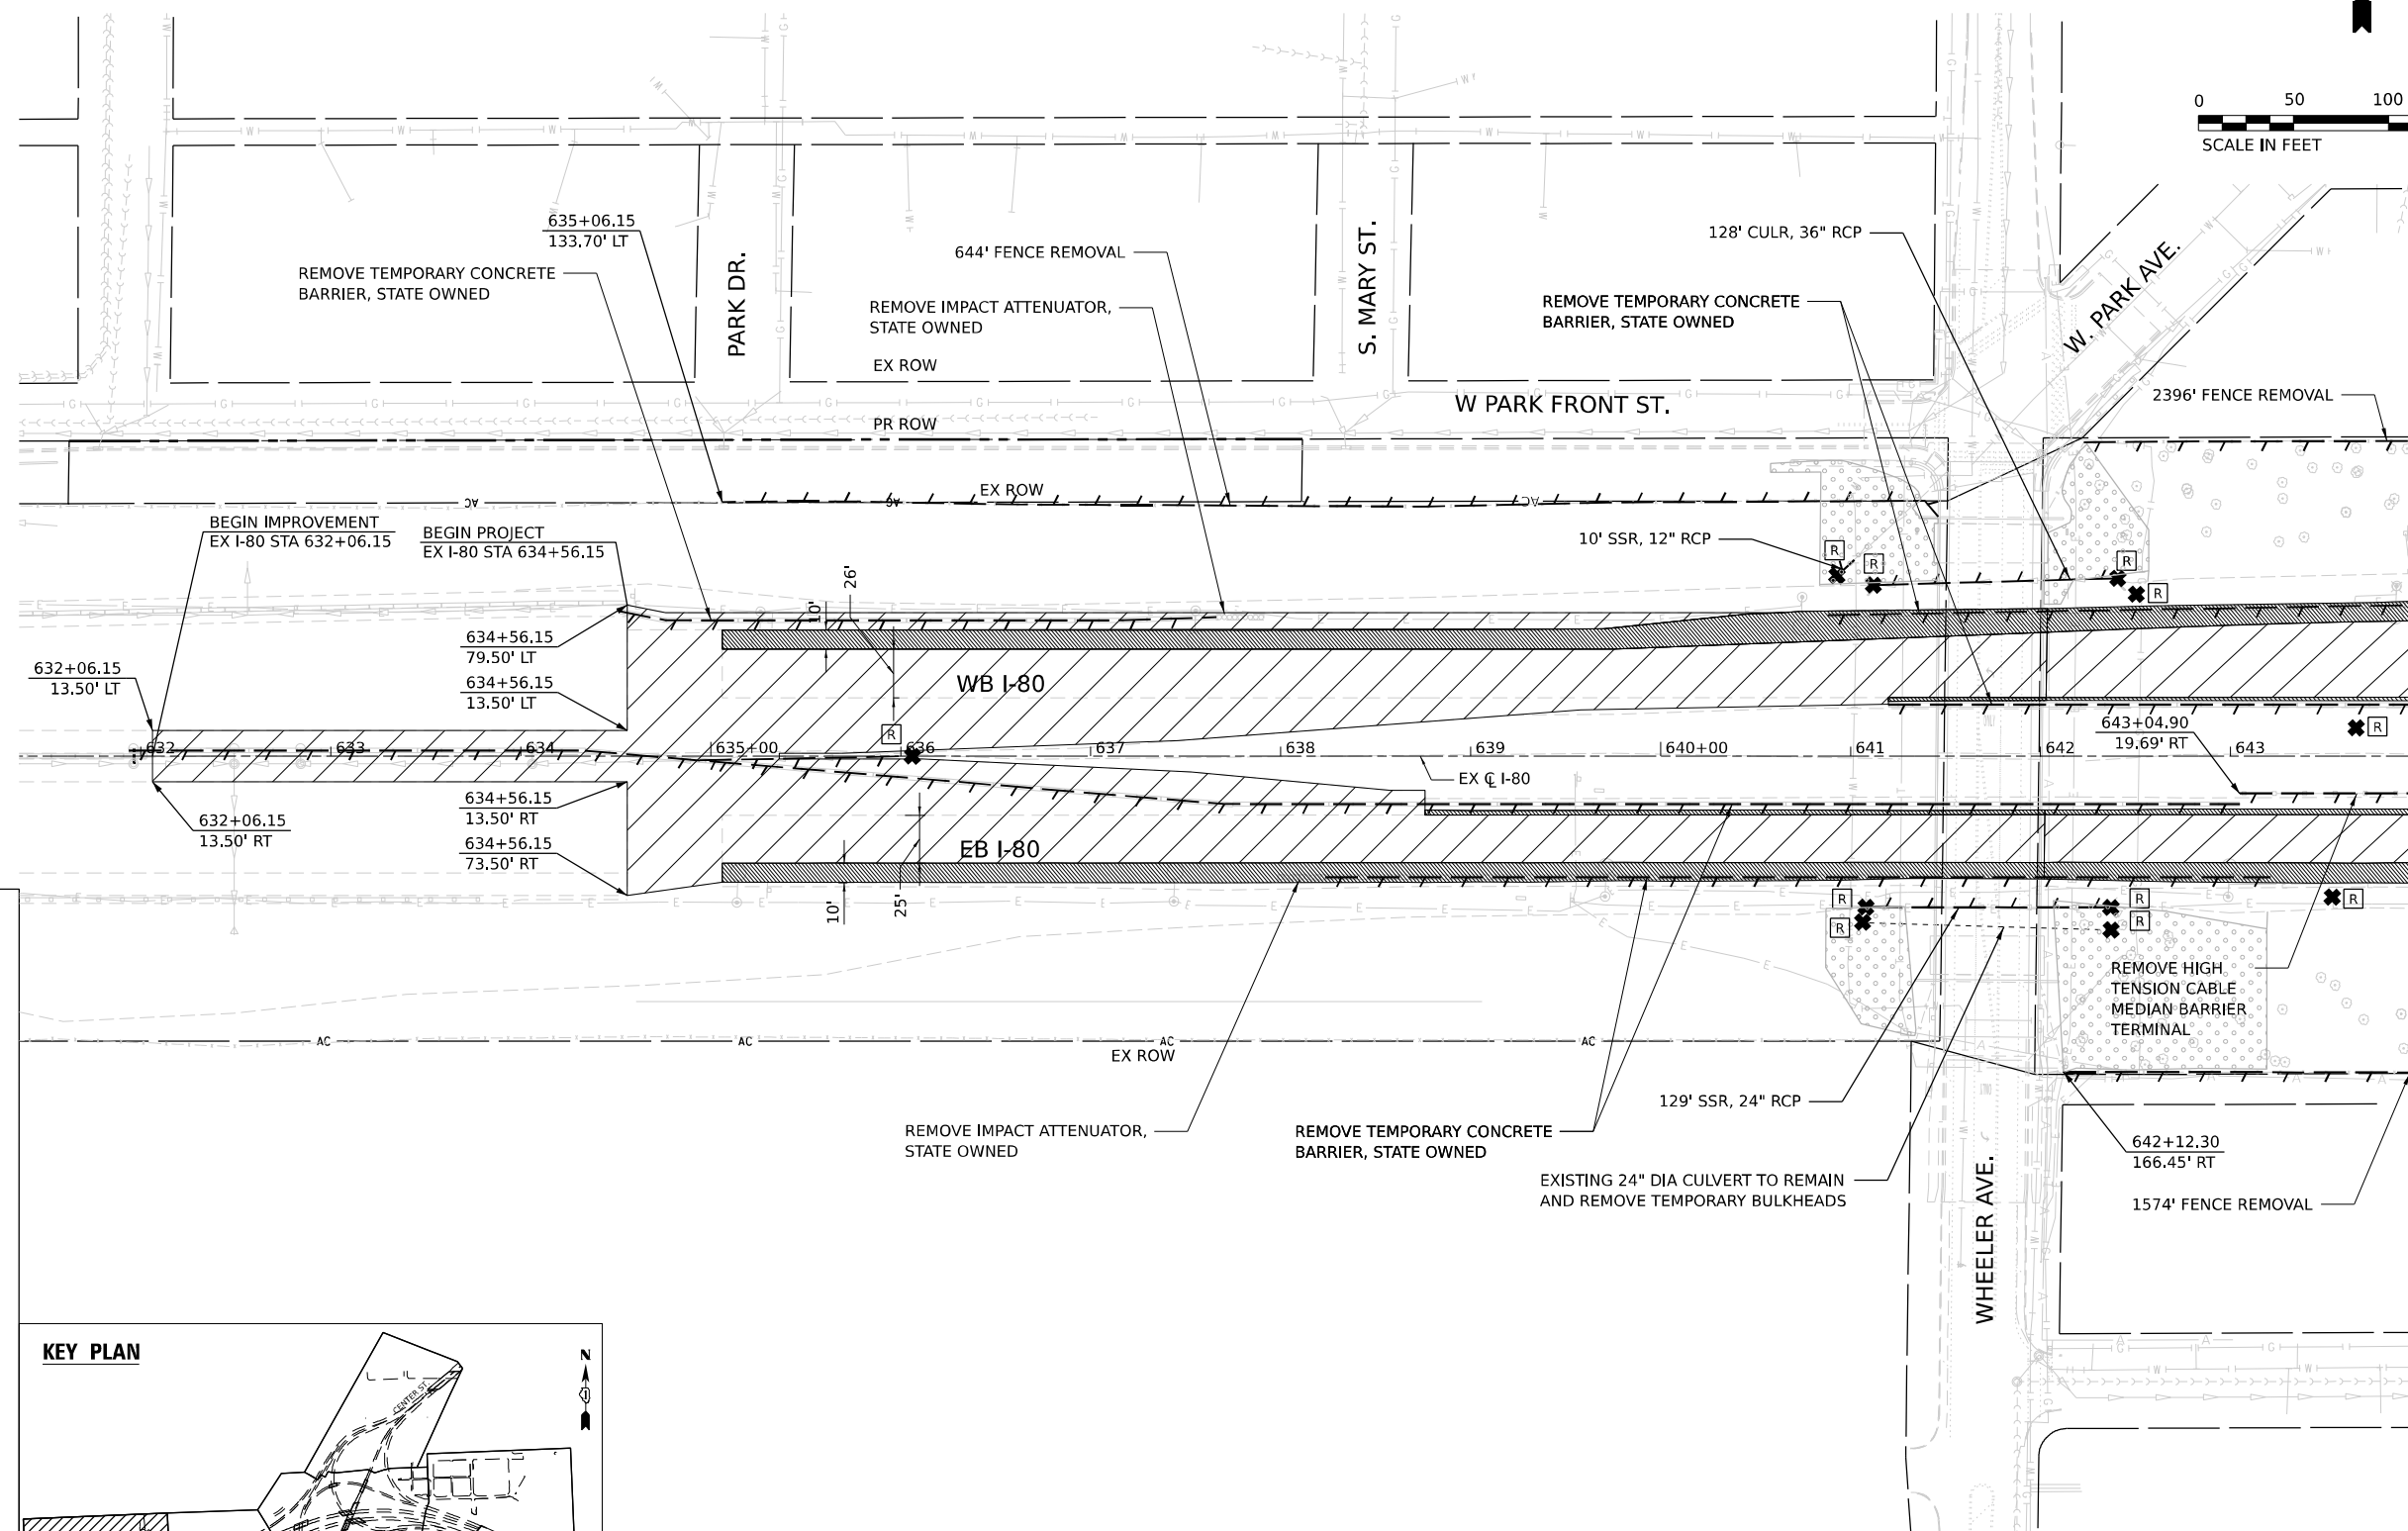 0 50 100
SCALE IN FEET
635+06.15
133.70' LT
REMOVE TEMPORARY CONCRETE
BARRIER, STATE OWNED
PARK DR.
644' FENCE REMOVAL
REMOVE IMPACT ATTENUATOR,
STATE OWNED
EX ROW
S. MARY ST.
128' CULR, 36" RCP
REMOVE TEMPORARY CONCRETE
BARRIER, STATE OWNED
W. PARK AVE.
2396' FENCE REMOVAL
W PARK FRONT ST.
PR ROW
EX ROW
AC
AC
AC
BEGIN IMPROVEMENT
EX I-80 STA 632+06.15
BEGIN PROJECT
EX I-80 STA 634+56.15
10' SSR, 12" RCP
R
R
R
R
10'
26'
634+56.15
79.50' LT
632+06.15
13.50' LT
634+56.15
13.50' LT
WB I-80
R
643+04.90
19.69' RT
R
632 633 634 635+00 636 637 638 639 640+00 641 642 643
EX ℄ I-80
632+06.15
13.50' RT
634+56.15
13.50' RT
634+56.15
73.50' RT
EB I-80
10'
25'
R
R
R
R
R
REMOVE HIGH
TENSION CABLE
MEDIAN BARRIER
TERMINAL
AC
AC
AC
AC
EX ROW
REMOVE IMPACT ATTENUATOR,
STATE OWNED
REMOVE TEMPORARY CONCRETE
BARRIER, STATE OWNED
129' SSR, 24" RCP
EXISTING 24" DIA CULVERT TO REMAIN
AND REMOVE TEMPORARY BULKHEADS
WHEELER AVE.
642+12.30
166.45' RT
1574' FENCE REMOVAL
KEY PLAN
N
CENTER ST.